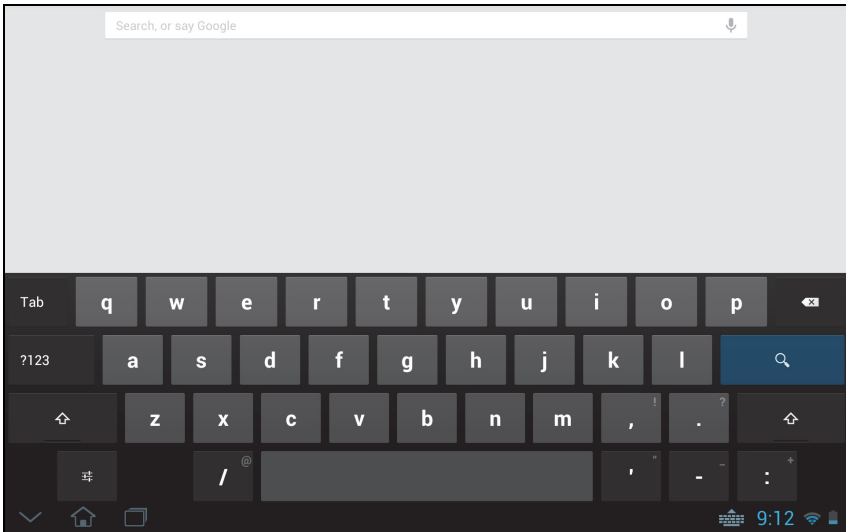 Search, or say Google
Tab q w e r t y u i o p
?123 a s d f g h j k l
z x c v b n m , ! . ?
/ @ ' " - _ : +
9:12